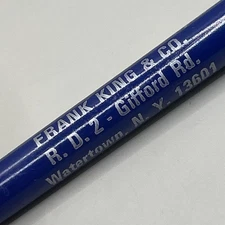 FRANK KING & CO.
R. D. 2 - Gifford Rd.
Watertown, N. Y. 13601